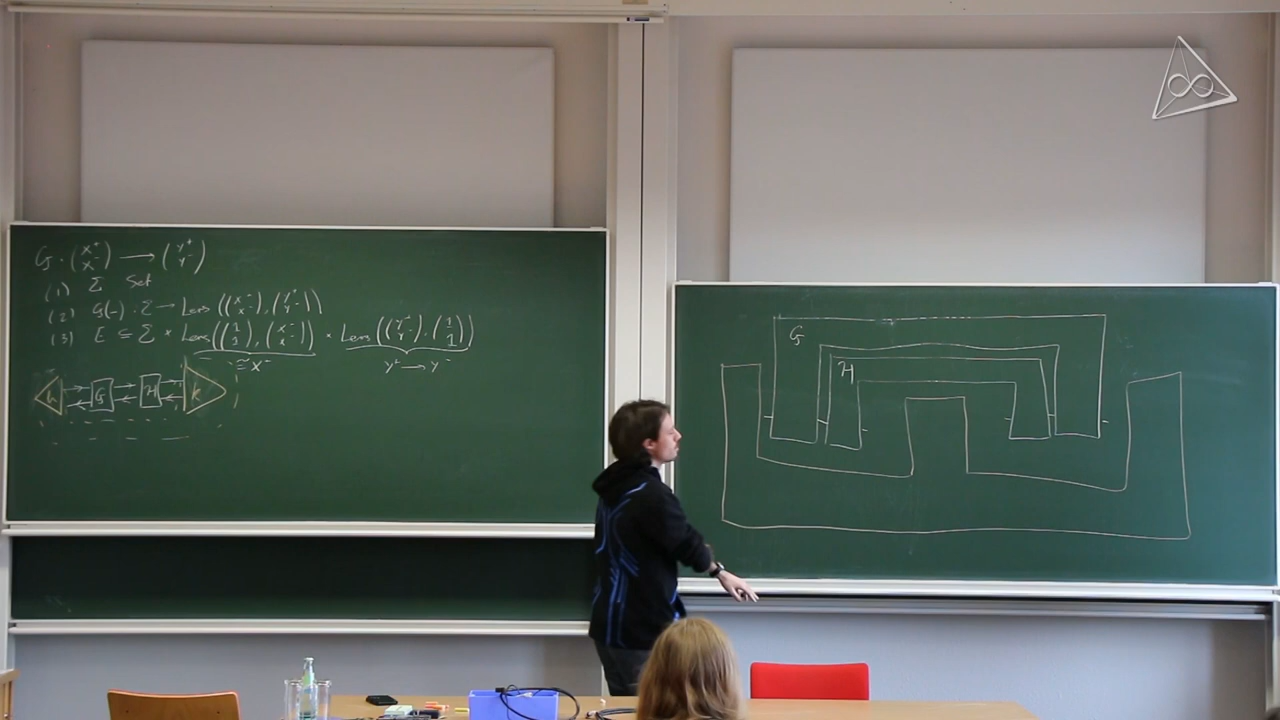 G : (X⁺ X⁻) → (Y⁺ Y⁻)
(1) Σ Set
(2) G(-) : Σ → Lens((X⁺ X⁻), (Y⁺ Y⁻))
(3) E ⊆ Σ × Lens((1 1), (X⁺ X⁻)) × Lens((Y⁺ Y⁻), (1 1))
≅ X⁺ Y⁺ → Y⁻
h G H k
G
H